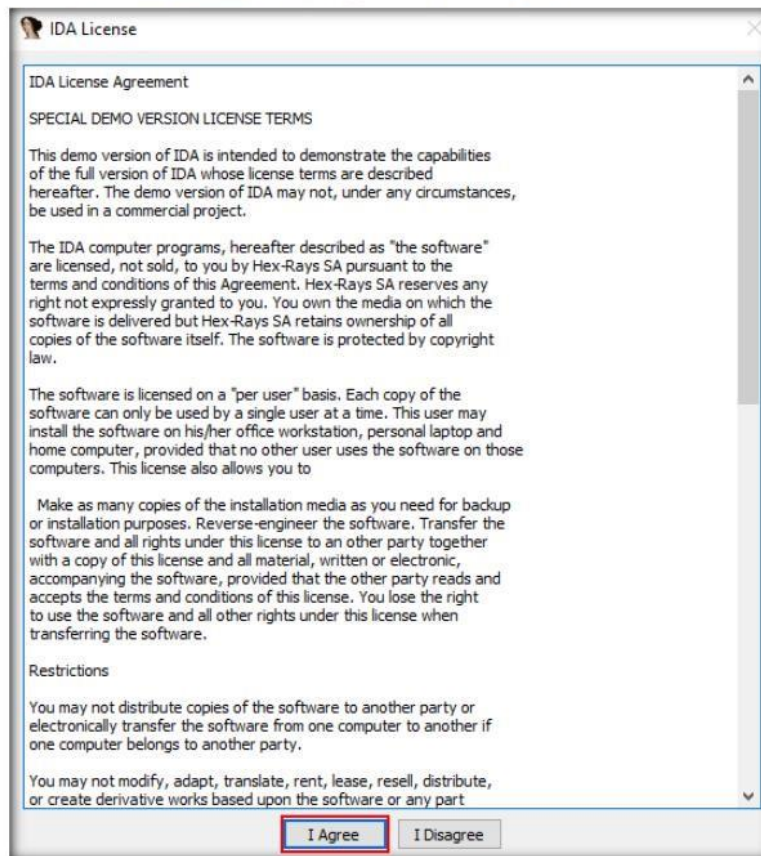 IDA License
IDA License Agreement
SPECIAL DEMO VERSION LICENSE TERMS
This demo version of IDA is intended to demonstrate the capabilities
of the full version of IDA whose license terms are described
hereafter. The demo version of IDA may not, under any circumstances,
be used in a commercial project.
The IDA computer programs, hereafter described as "the software"
are licensed, not sold, to you by Hex-Rays SA pursuant to the
terms and conditions of this Agreement. Hex-Rays SA reserves any
right not expressly granted to you. You own the media on which the
software is delivered but Hex-Rays SA retains ownership of all
copies of the software itself. The software is protected by copyright
law.
The software is licensed on a "per user" basis. Each copy of the
software can only be used by a single user at a time. This user may
install the software on his/her office workstation, personal laptop and
home computer, provided that no other user uses the software on those
computers. This license also allows you to
Make as many copies of the installation media as you need for backup
or installation purposes. Reverse-engineer the software. Transfer the
software and all rights under this license to an other party together
with a copy of this license and all material, written or electronic,
accompanying the software, provided that the other party reads and
accepts the terms and conditions of this license. You lose the right
to use the software and all other rights under this license when
transferring the software.
Restrictions
You may not distribute copies of the software to another party or
electronically transfer the software from one computer to another if
one computer belongs to another party.
You may not modify, adapt, translate, rent, lease, resell, distribute,
or create derivative works based upon the software or any part
I Agree
I Disagree